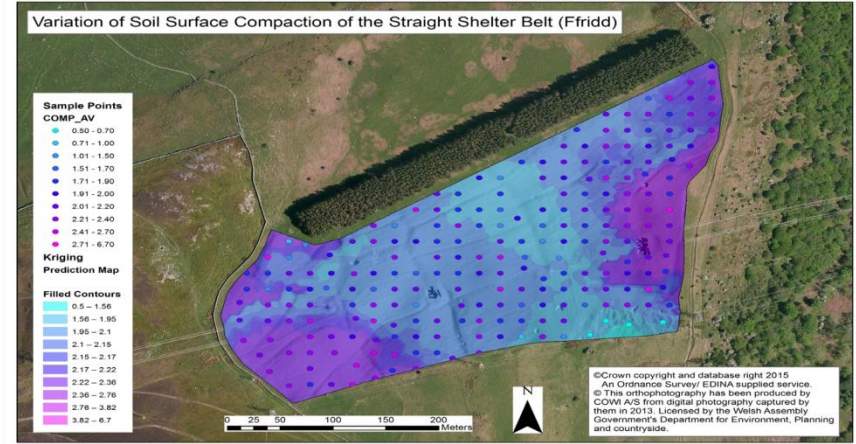 Variation of Soil Surface Compaction of the Straight Shelter Belt (Ffridd)
Sample Points
COMP_AV
0.50 - 0.70
0.71 - 1.00
1.01 - 1.50
1.51 - 1.70
1.71 - 1.90
1.91 - 2.00
2.01 - 2.20
2.21 - 2.40
2.41 - 2.70
2.71 - 6.70
Kriging
Prediction Map
Filled Contours
0.5 - 1.56
1.56 - 1.95
1.95 - 2.1
2.1 - 2.15
2.15 - 2.17
2.17 - 2.22
2.22 - 2.36
2.36 - 2.76
2.76 - 3.82
3.82 - 6.7
0 25 50 100 150 200
Meters
N
©Crown copyright and database right 2015
An Ordnance Survey/ EDINA supplied service.
© This orthophotography has been produced by
COWI A/S from digital photography captured by
them in 2013. Licensed by the Welsh Assembly
Government's Department for Environment, Planning
and countryside.